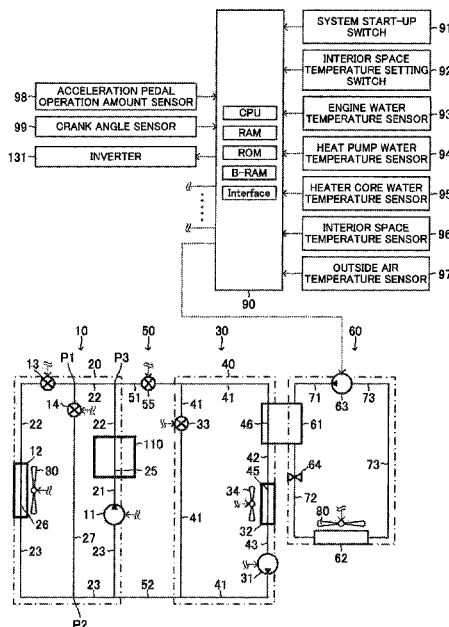 SYSTEM START-UP
SWITCH
91
INTERIOR SPACE
TEMPERATURE SETTING
SWITCH
92
98
ACCELERATION PEDAL
OPERATION AMOUNT SENSOR
CPU
ENGINE WATER
TEMPERATURE SENSOR
93
99
CRANK ANGLE SENSOR
RAM
131
INVERTER
ROM
HEAT PUMP WATER
TEMPERATURE SENSOR
94
B-RAM
Interface
HEATER CORE WATER
TEMPERATURE SENSOR
95
INTERIOR SPACE
TEMPERATURE SENSOR
96
OUTSIDE AIR
TEMPERATURE SENSOR
97
90
10 50 30 60
P1 P3
13 20 40
22 22 51 55 41 41 71 63 73
14
22 22 41 33 46 61
110
12 80 25 42 64
34 45 72 73
21 41 80
26 11 32
23 27 23 43 62
31
23 52 41
P2